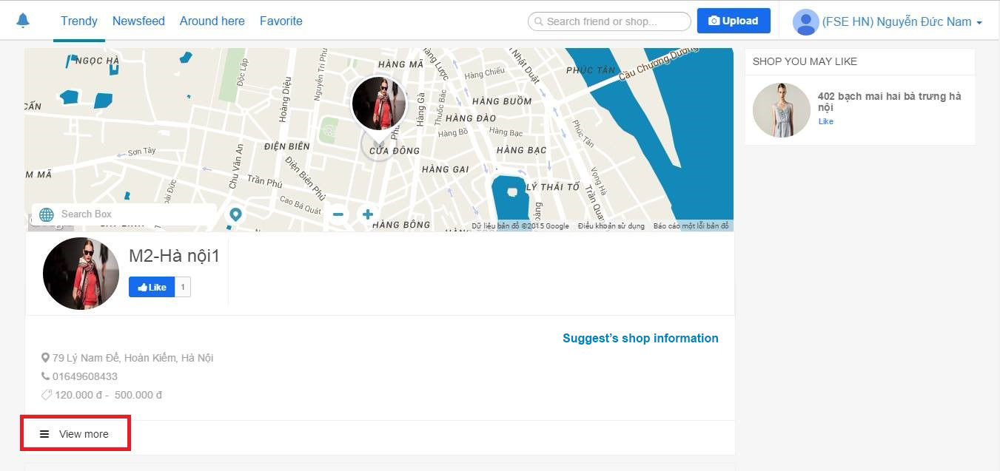 Trendy Newsfeed Around here Favorite
Search friend or shop...
Upload
(FSE HN) Nguyễn Đức Nam
NGỌC HÀ
CẤN
M MÃ
Sơn Tây
Độc Lập
Hoàng Diệu
Nguyễn Tri Phư
HÀNG MÃ
Hàng Lược
Hàng Chiếu
Nhật Duật
PHÚC TÂN
Cầu Chương Dương
HÀNG BUỒM
Hàng Gà
Thuốc Bắc
HÀNG ĐÀO
Hàng Bồ
Hàng Bạc
Phúc Tân
ĐIỆN BIÊN
CỬA ĐÔNG
HÀNG BẠC
Chu Văn An
Trần Phú
Điện Biên Phủ
HÀNG GAI
LÝ THÁI TỔ
Vọng Hà
Trần Qua
Cao Bá Quát
HÀNG BÔNG
Search Box
Dữ liệu bản đồ ©2015 Google Điều khoản sử dụng Báo cáo một lỗi bản đồ
M2-Hà nội1
Like 1
Suggest's shop information
79 Lý Nam Đế, Hoàn Kiếm, Hà Nội
01649608433
120.000 đ - 500.000 đ
View more
SHOP YOU MAY LIKE
402 bạch mai hai bà trưng hà
nội
Like